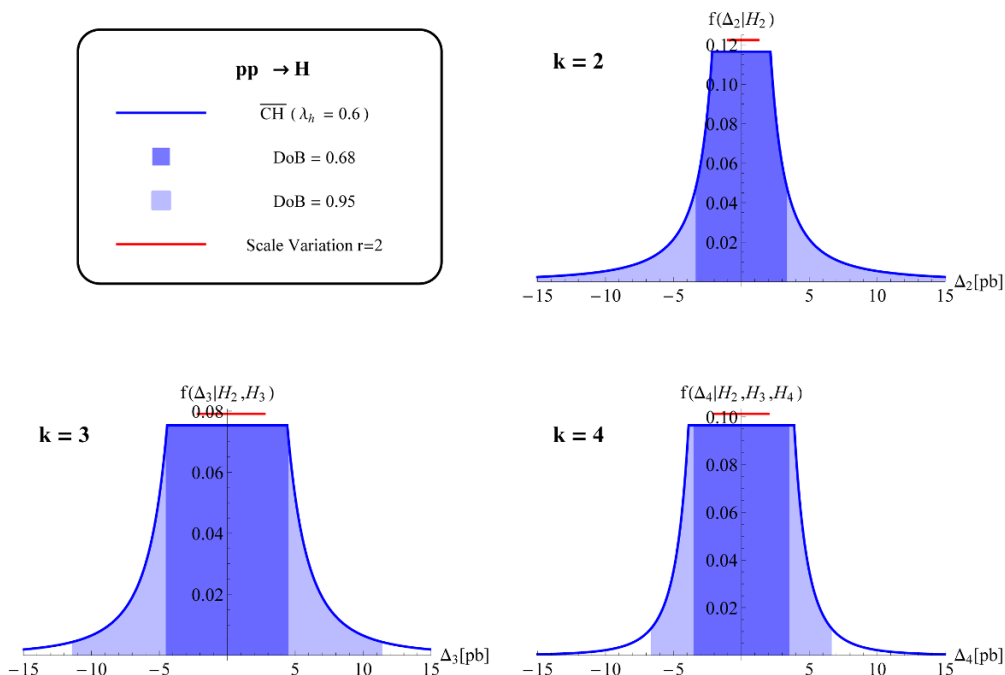 pp → H
C̅H̅ (λₕ = 0.6)
DoB = 0.68
DoB = 0.95
Scale Variation r=2
f(Δ₂|H₂)
k = 2
0.12
0.10
0.08
0.06
0.04
0.02
−15 −10 −5 5 10 15 Δ₂[pb]
f(Δ₃|H₂,H₃)
k = 3
0.08
0.06
0.04
0.02
−15 −10 −5 5 10 15 Δ₃[pb]
f(Δ₄|H₂,H₃,H₄)
k = 4
0.10
0.08
0.06
0.04
0.02
−15 −10 −5 5 10 15 Δ₄[pb]